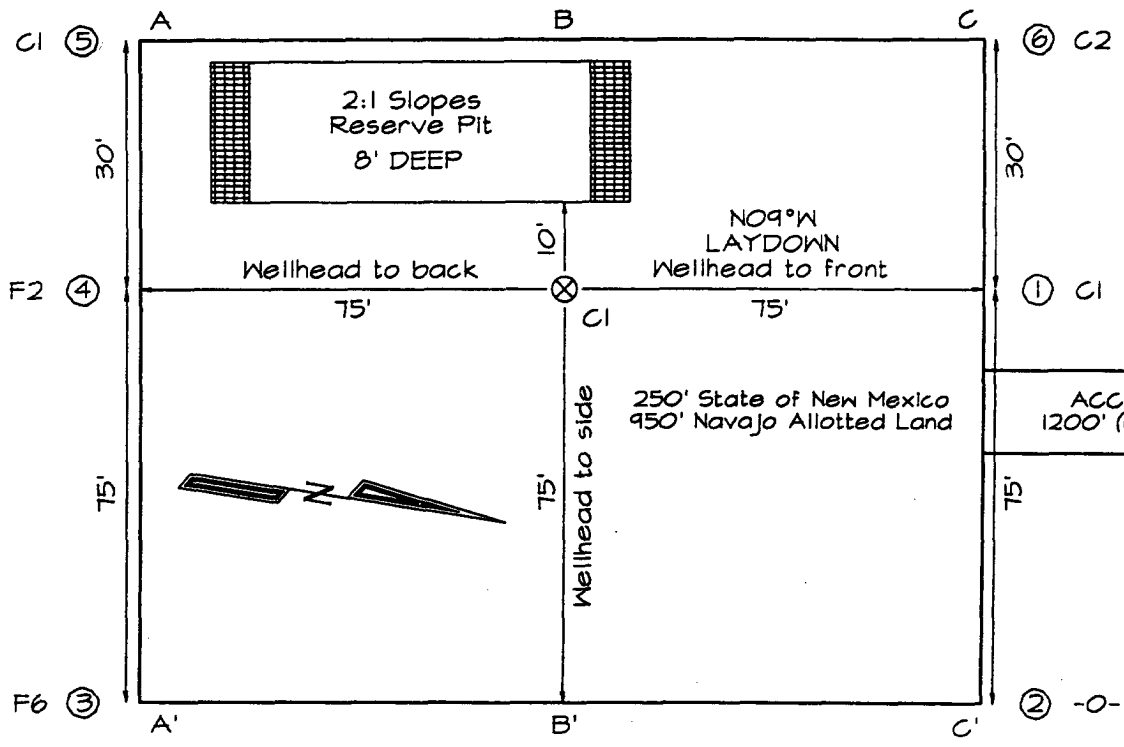 A B C
C1 ⑤ ⑥ C2
2:1 Slopes
Reserve Pit
8' DEEP
30' 30'
10'
N09°W
LAYDOWN
Wellhead to back Wellhead to front
F2 ④ ① C1
75' 75'
C1
250' State of New Mexico
950' Navajo Allotted Land
ACC
1200' (
Wellhead to side
75' 75' 75'
N
F6 ③ ② -0-
A' B' C'